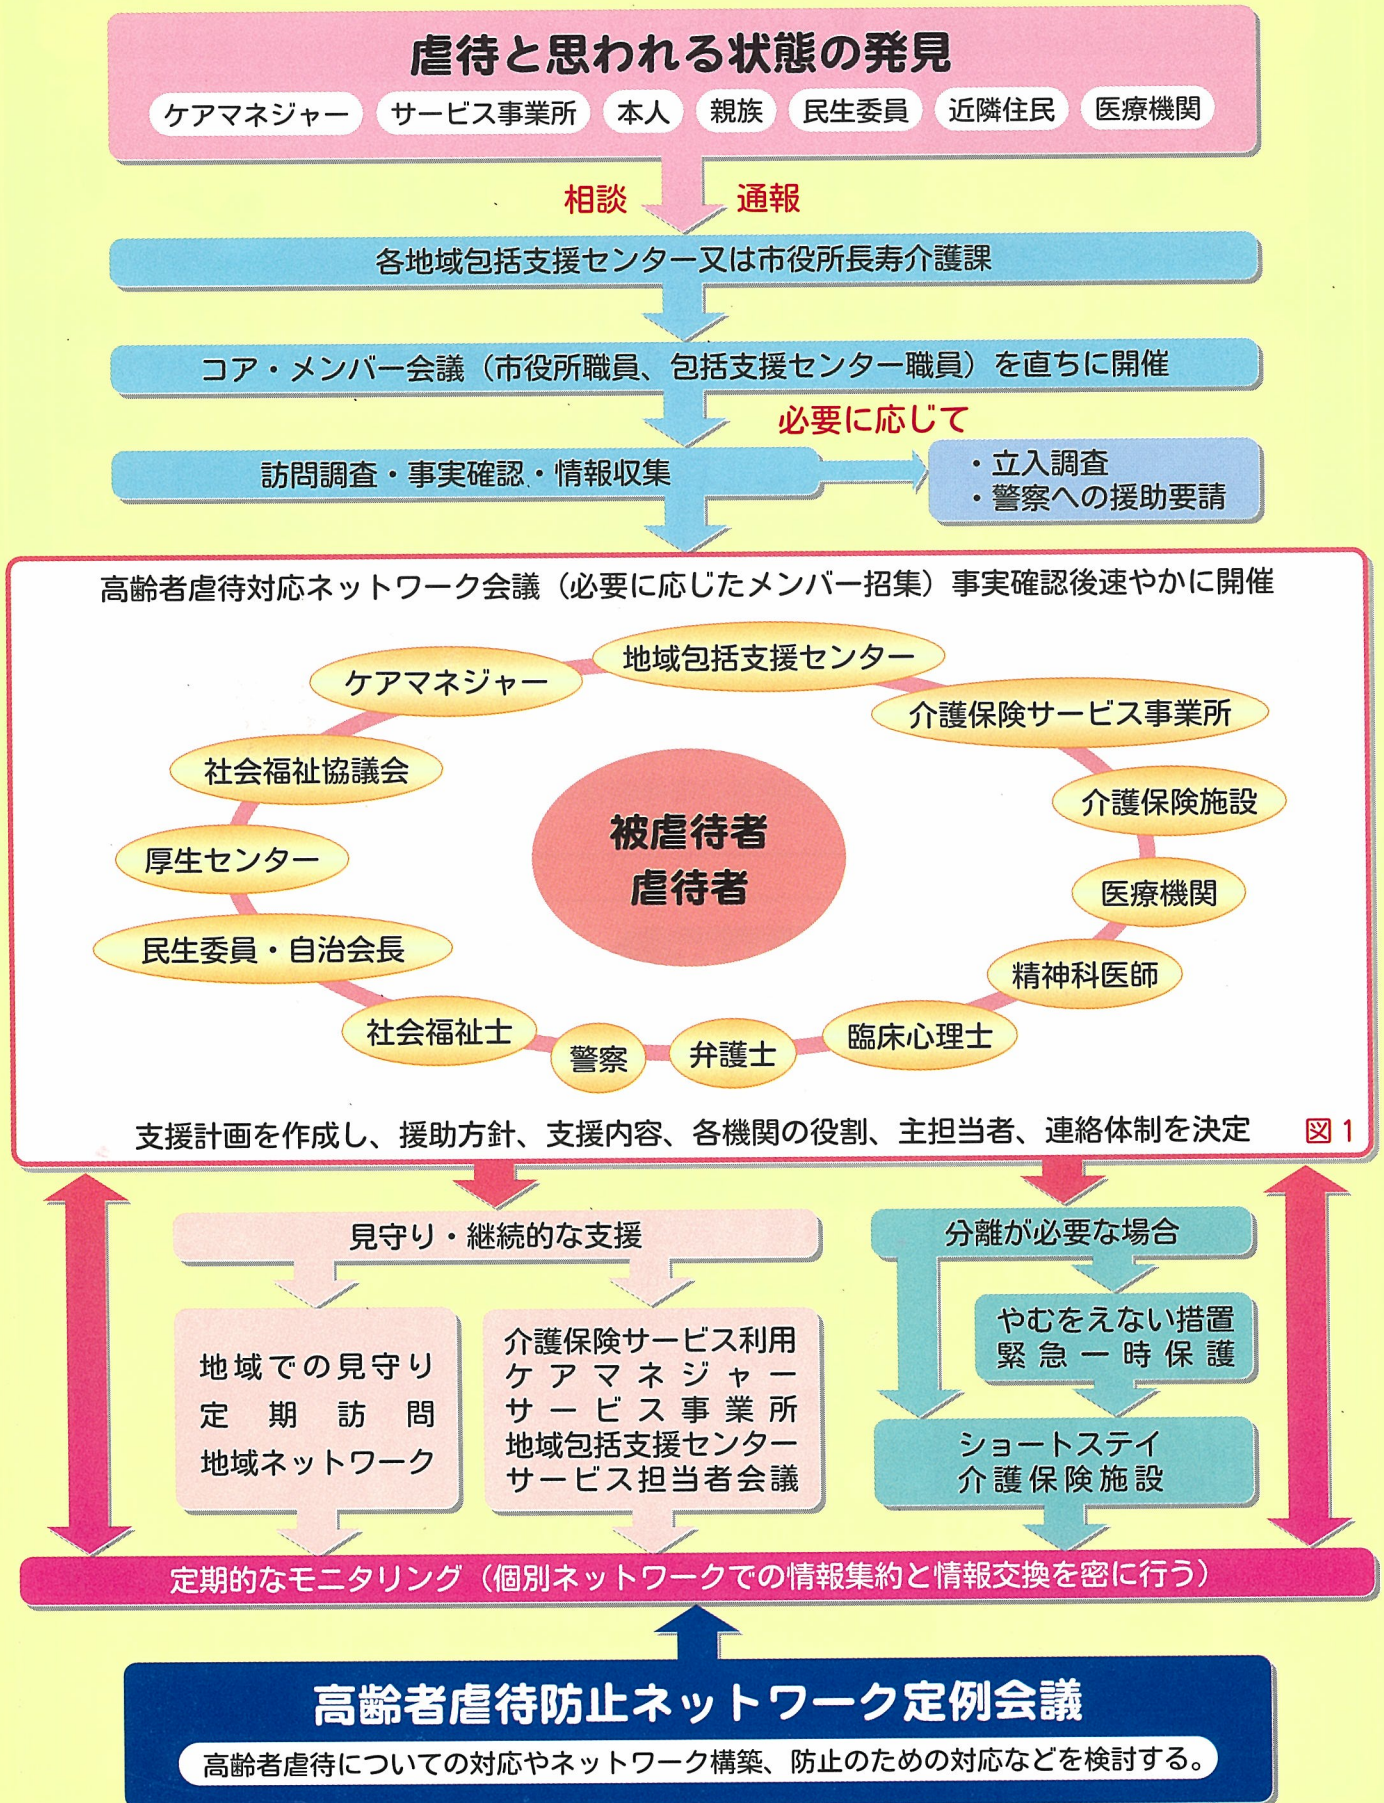 虐待と思われる状態の発見
ケアマネジャー サービス事業所 本人 親族 民生委員 近隣住民 医療機関
相談 通報
各地域包括支援センター又は市役所長寿介護課
コア・メンバー会議（市役所職員、包括支援センター職員）を直ちに開催
必要に応じて
訪問調査・事実確認・情報収集
・立入調査
・警察への援助要請
高齢者虐待対応ネットワーク会議（必要に応じたメンバー招集）事実確認後速やかに開催
地域包括支援センター
ケアマネジャー
介護保険サービス事業所
社会福祉協議会
介護保険施設
被虐待者
虐待者
厚生センター
医療機関
民生委員・自治会長
精神科医師
社会福祉士
警察
弁護士
臨床心理士
支援計画を作成し、援助方針、支援内容、各機関の役割、主担当者、連絡体制を決定
図1
見守り・継続的な支援
地域での見守り
定期訪問
地域ネットワーク
介護保険サービス利用
ケアマネジャー
サービス事業所
地域包括支援センター
サービス担当者会議
分離が必要な場合
やむをえない措置
緊急一時保護
ショートステイ
介護保険施設
定期的なモニタリング（個別ネットワークでの情報集約と情報交換を密に行う）
高齢者虐待防止ネットワーク定例会議
高齢者虐待についての対応やネットワーク構築、防止のための対応などを検討する。